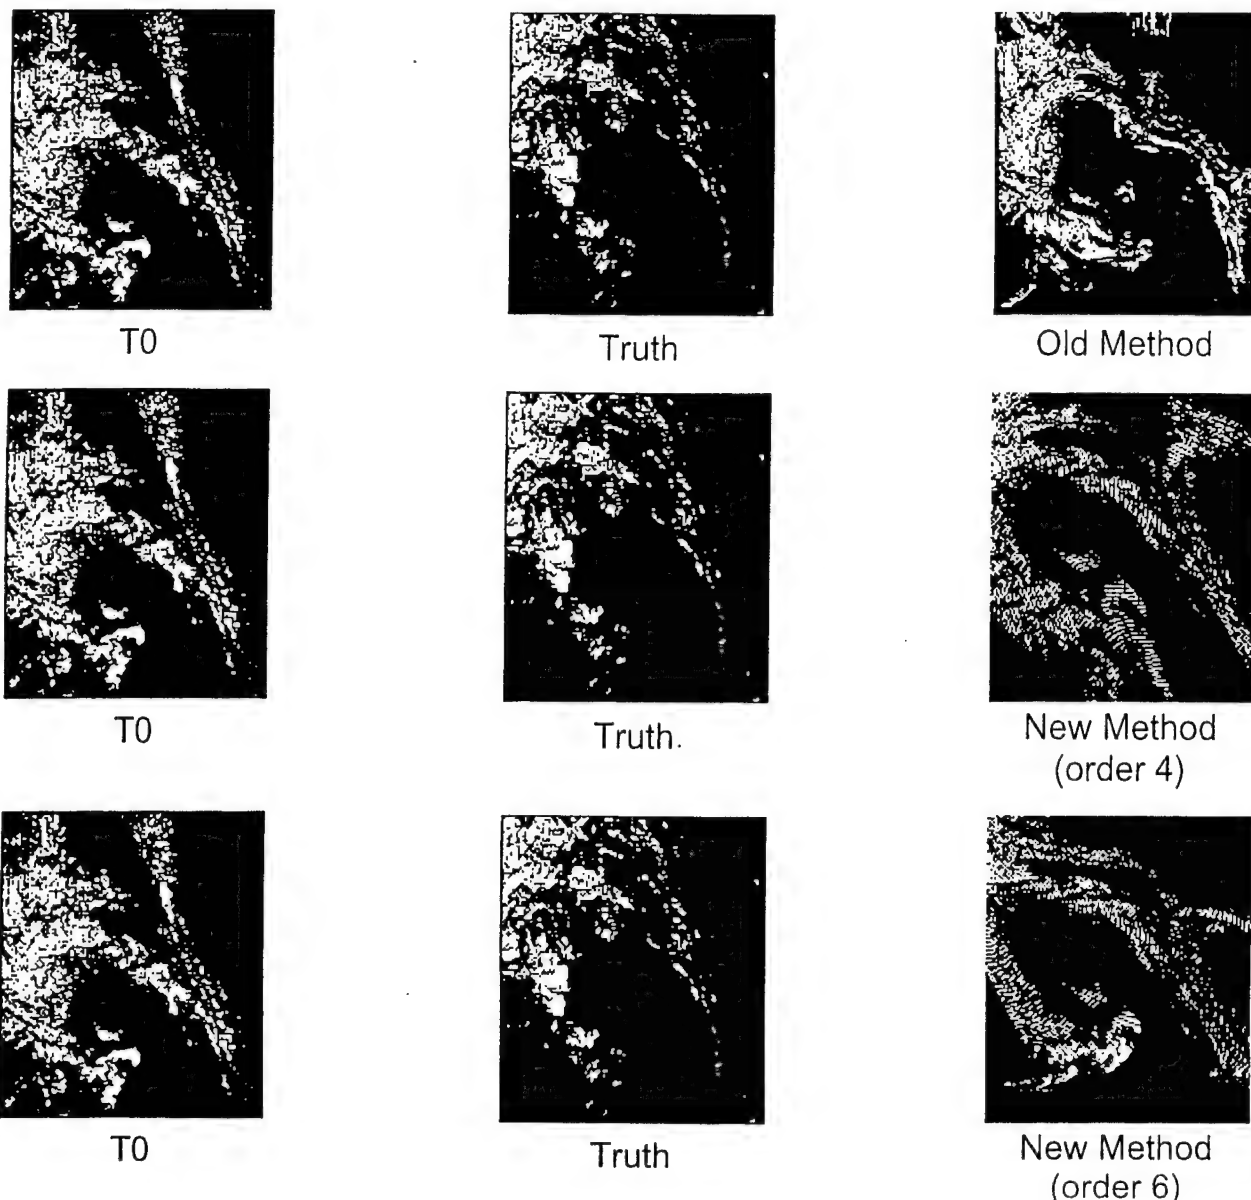 T0
Truth
Old Method
T0
Truth.
New Method
(order 4)
T0
Truth
New Method
(order 6)